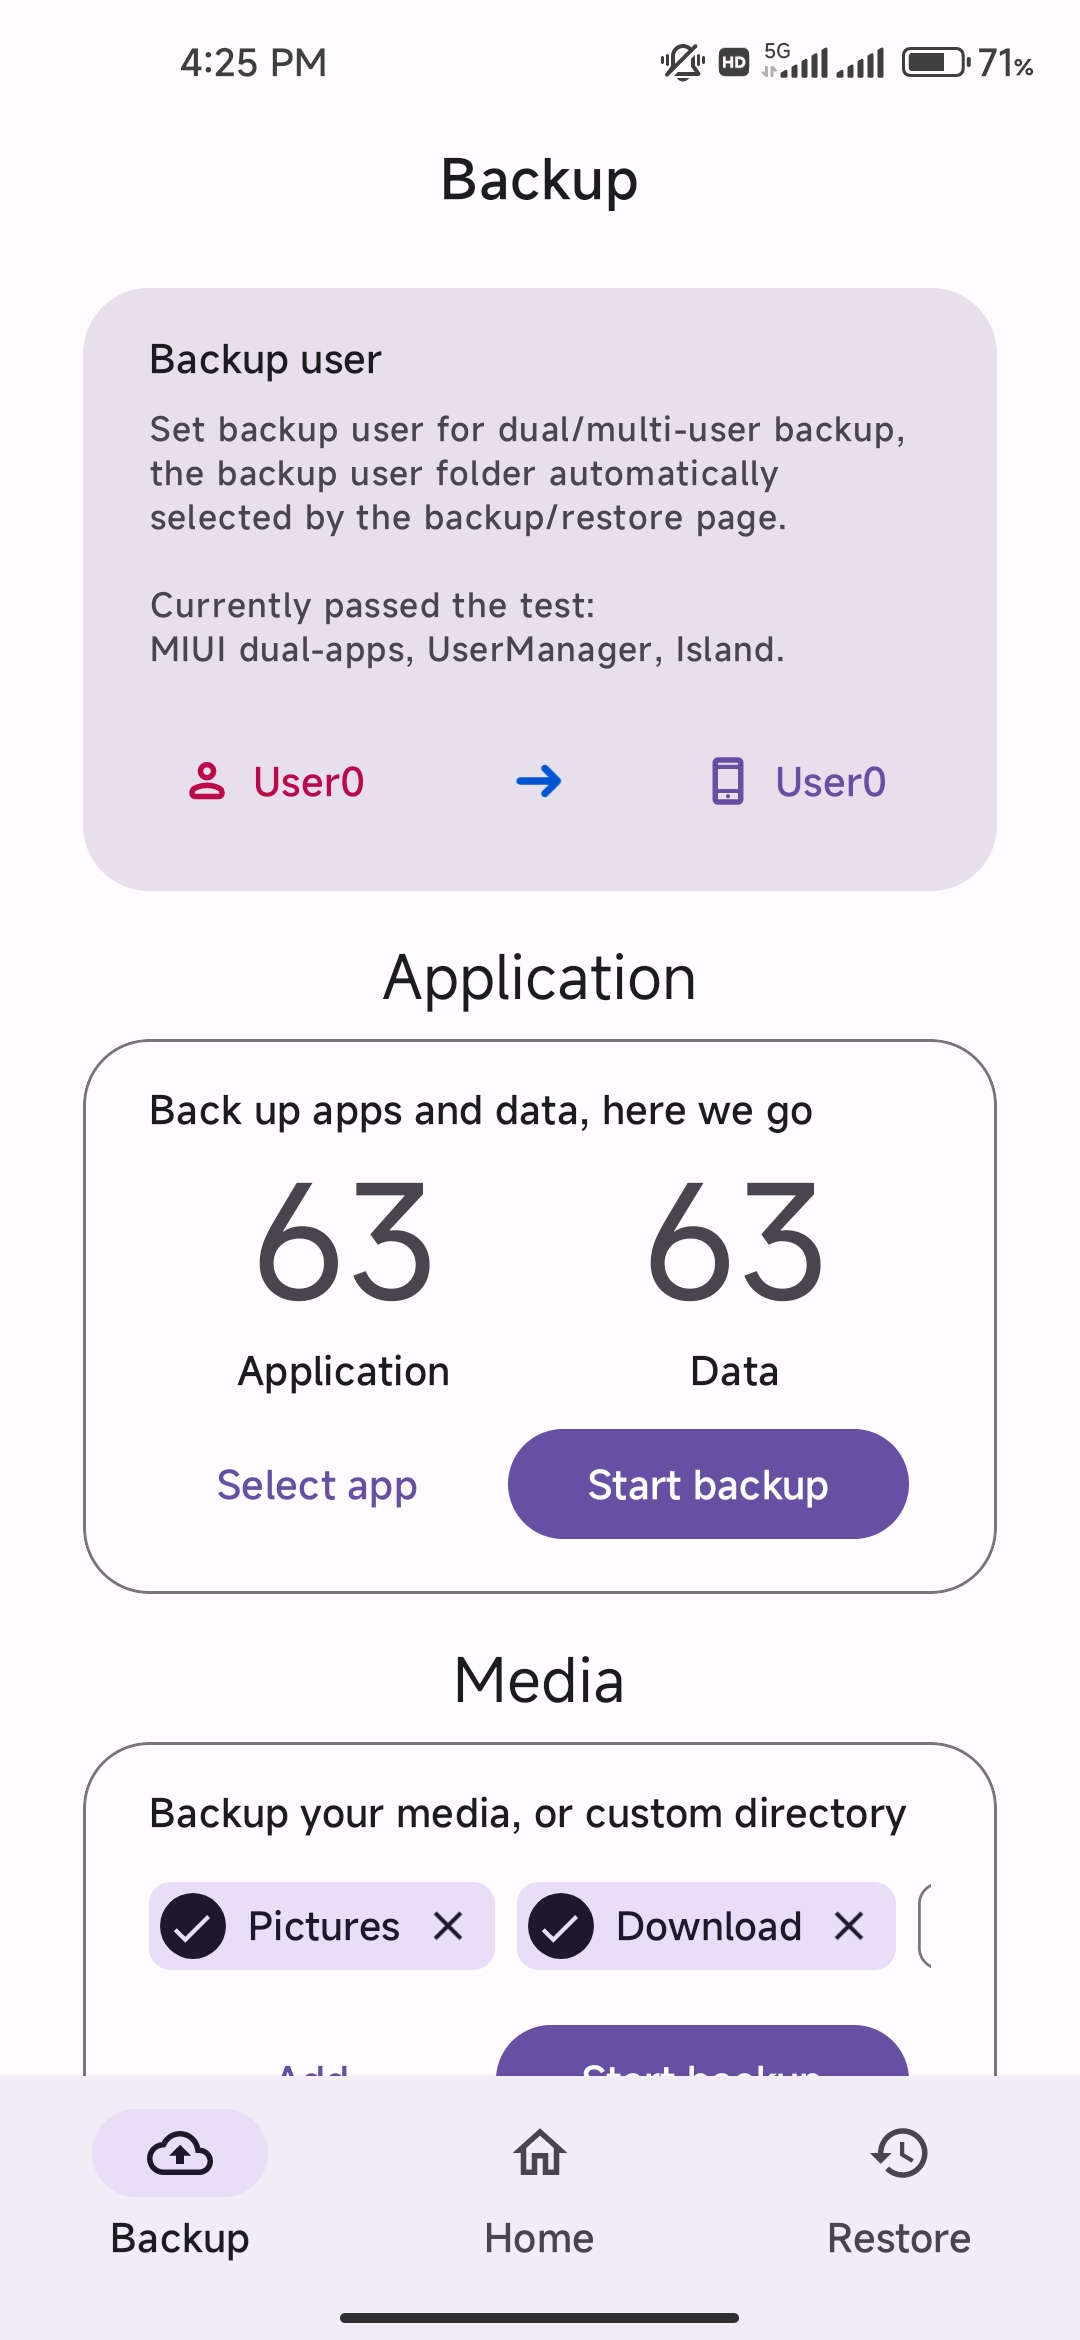 4:25 PM
HD 5G 71%
Backup
Backup user
Set backup user for dual/multi-user backup,
the backup user folder automatically
selected by the backup/restore page.
Currently passed the test:
MIUI dual-apps, UserManager, Island.
User0 User0
Application
Back up apps and data, here we go
63 63
Application Data
Select app Start backup
Media
Backup your media, or custom directory
Pictures Download
Add Start backup
Backup Home Restore